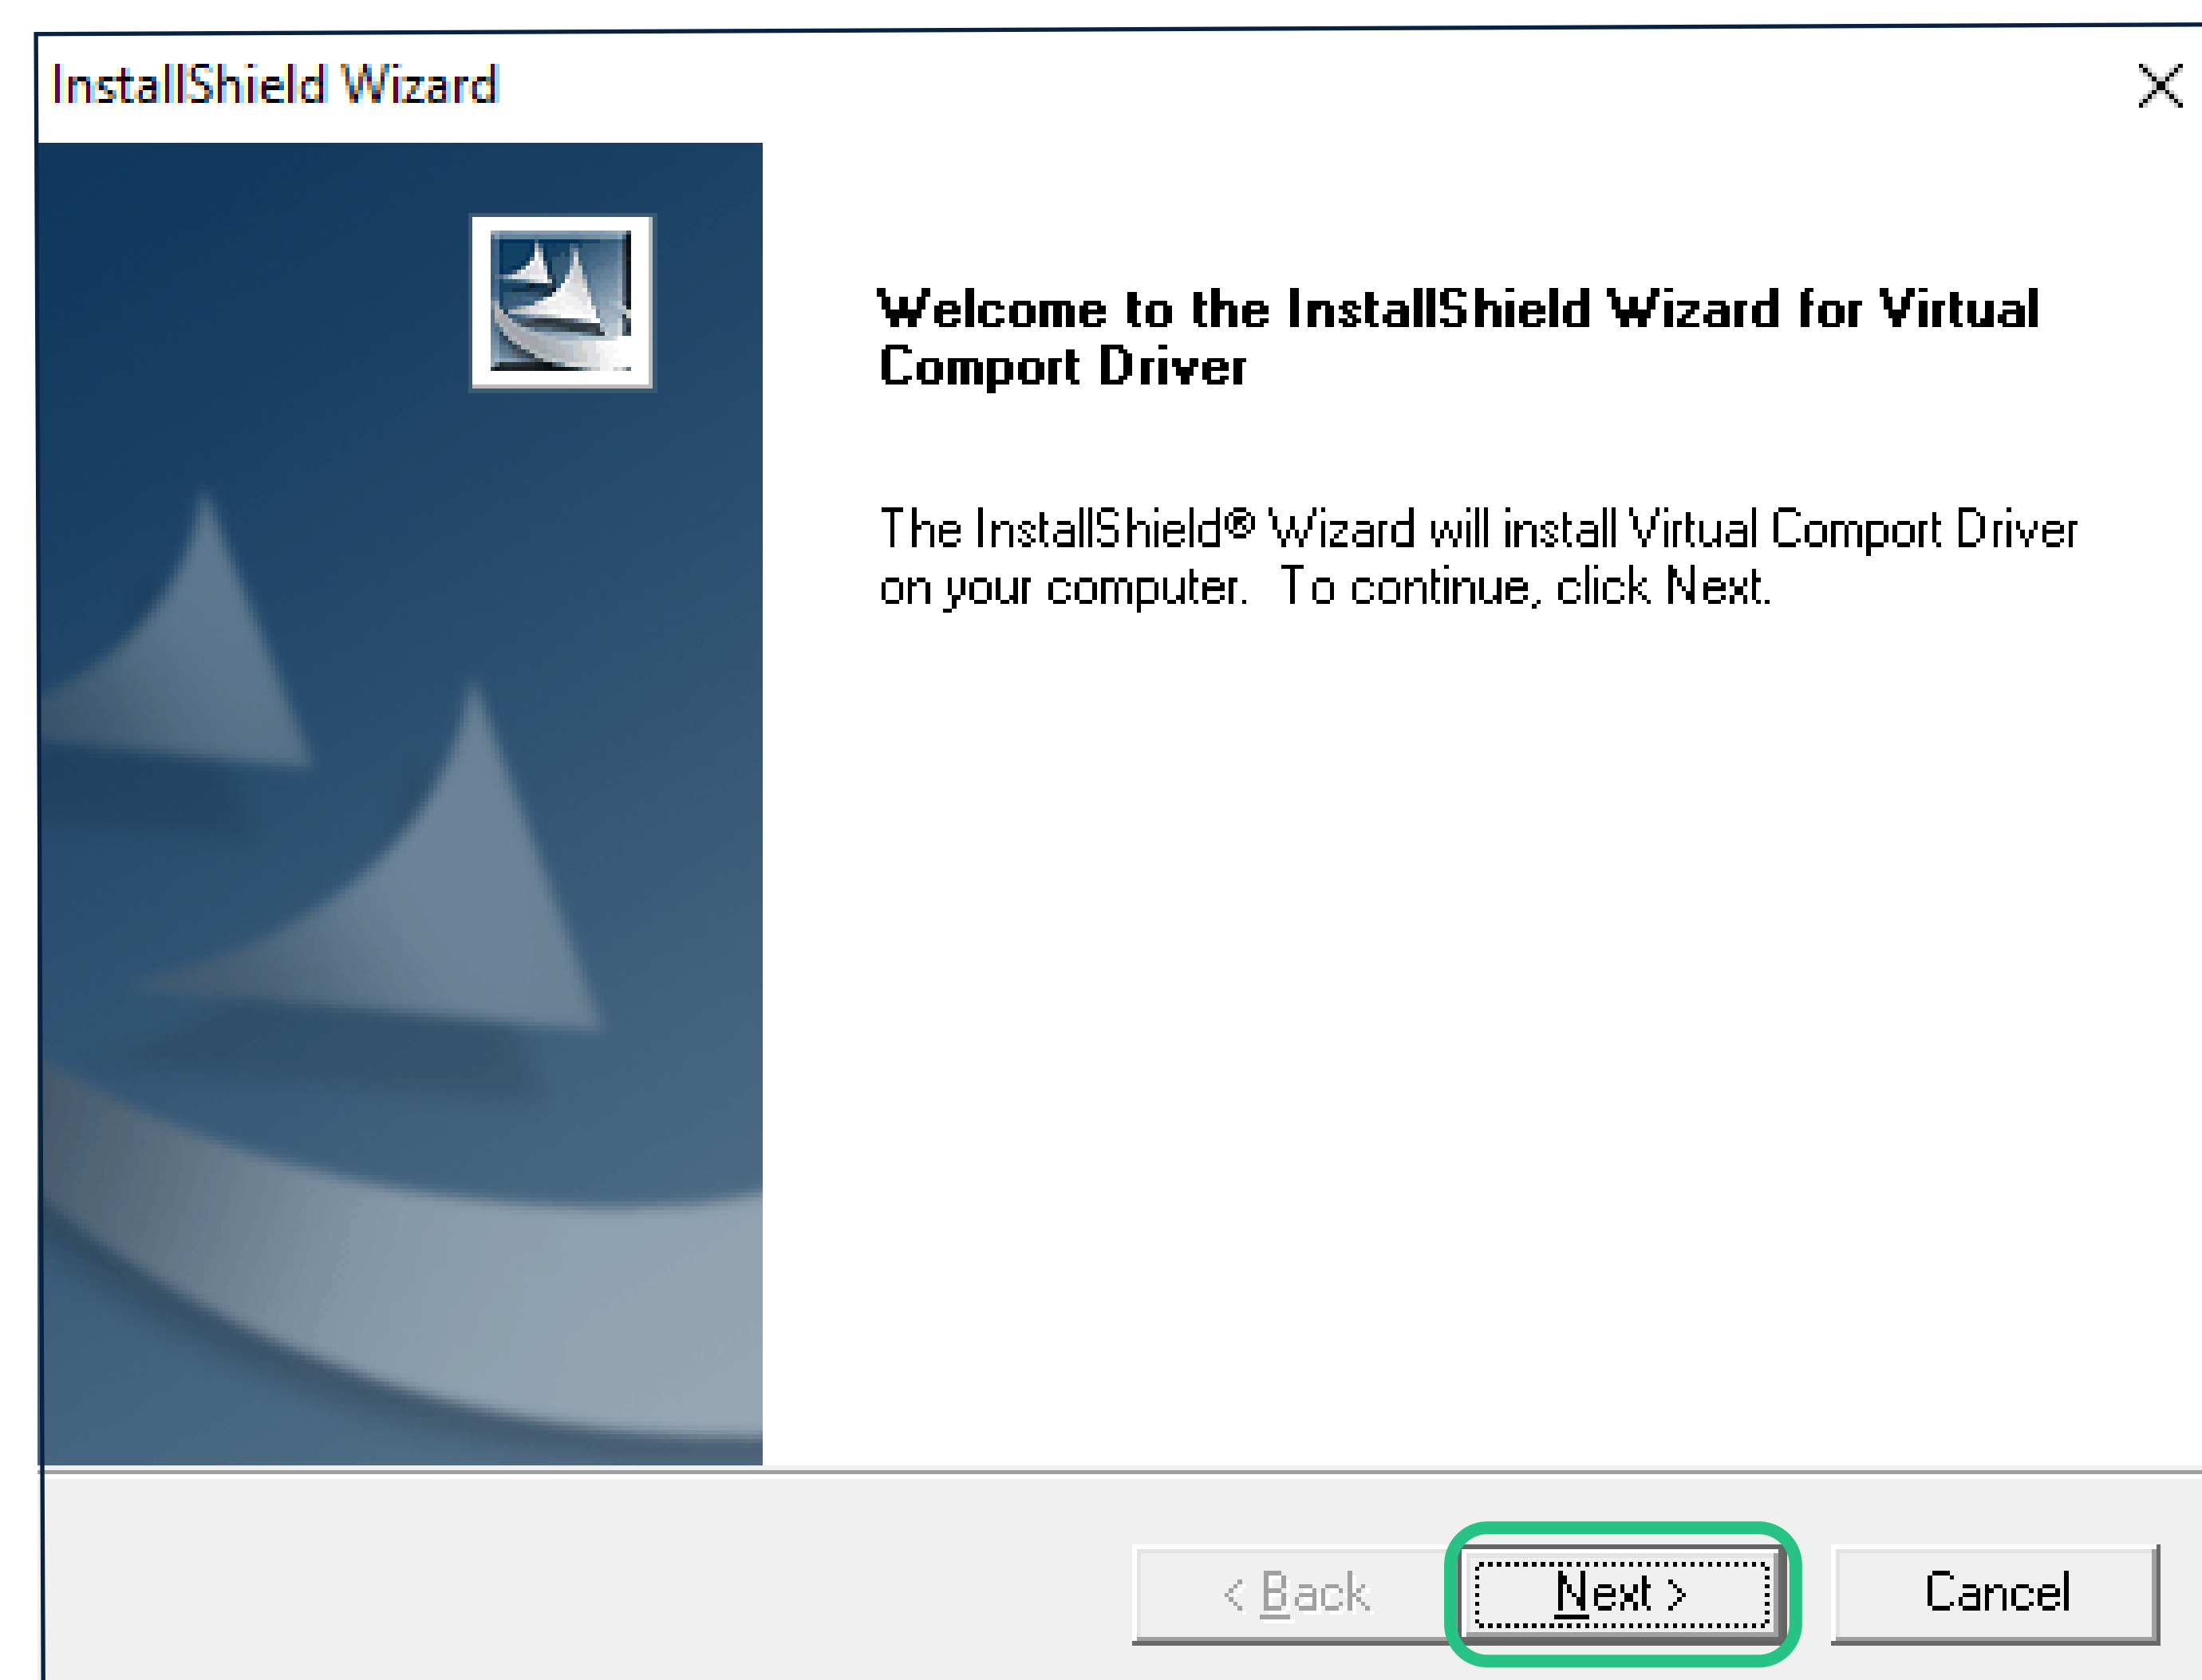 InstallShield Wizard
Welcome to the InstallShield Wizard for Virtual
Comport Driver
The InstallShield® Wizard will install Virtual Comport Driver
on your computer.  To continue, click Next.
< Back
Next >
Cancel